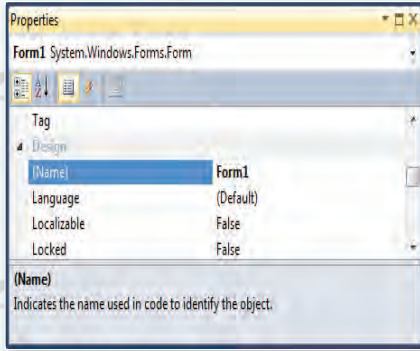 Properties
Form1 System.Windows.Forms.Form
Tag
Design
(Name) Form1
Language (Default)
Localizable False
Locked False
(Name)
Indicates the name used in code to identify the object.